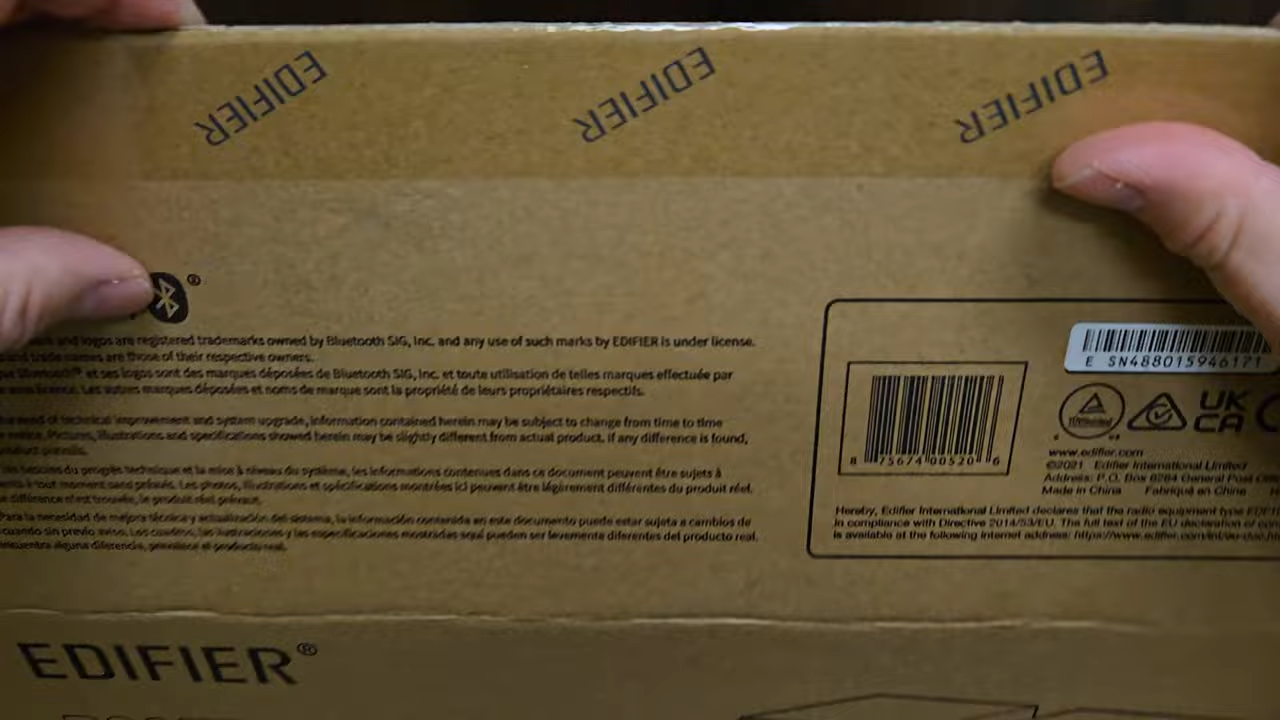 EDIFIER EDIFIER EDIFIER
and logos are registered trademarks owned by Bluetooth SIG, Inc. and any use of such marks by EDIFIER is under license.
and trade names are those of their respective owners.
Bluetooth® et ses logos sont des marques déposées de Bluetooth SIG, Inc. et toute utilisation de telles marques effectuée par
licence. Les autres marques déposées et noms de marque sont la propriété de leurs propriétaires respectifs.
need of technical improvement and system upgrade, information contained herein may be subject to change from time to time
notice. Pictures, illustrations and specifications showed herein may be slightly different from actual product. If any difference is found,
product prevails.
besoins du progrès technique et la mise à niveau du système, les informations contenues dans ce document peuvent être sujets à
à tout moment sans préavis. Les photos, illustrations et spécifications montrées ici peuvent être légèrement différentes du produit réel.
différence est trouvée, le produit réel prévaut.
Para la necesidad de mejora técnica y actualización del sistema, la información contenida en este documento puede estar sujeta a cambios de
cuando sin previo aviso. Los cuadros, las ilustraciones y las especificaciones mostradas aquí pueden ser levemente diferentes del producto real.
encuentra alguna diferencia, prevalece el producto real.
E SN488015946171
8 75674 00520 6
UK
CA
www.edifier.com
©2021 Edifier International Limited
Address: P.O. Box 6264 General Post
Made in China Fabriqué en Chine
Hereby, Edifier International Limited declares that the radio equipment type
in compliance with Directive 2014/53/EU. The full text of the EU declaration of
is available at the following internet address: https://www.edifier.com/int/eu-doc
EDIFIER®